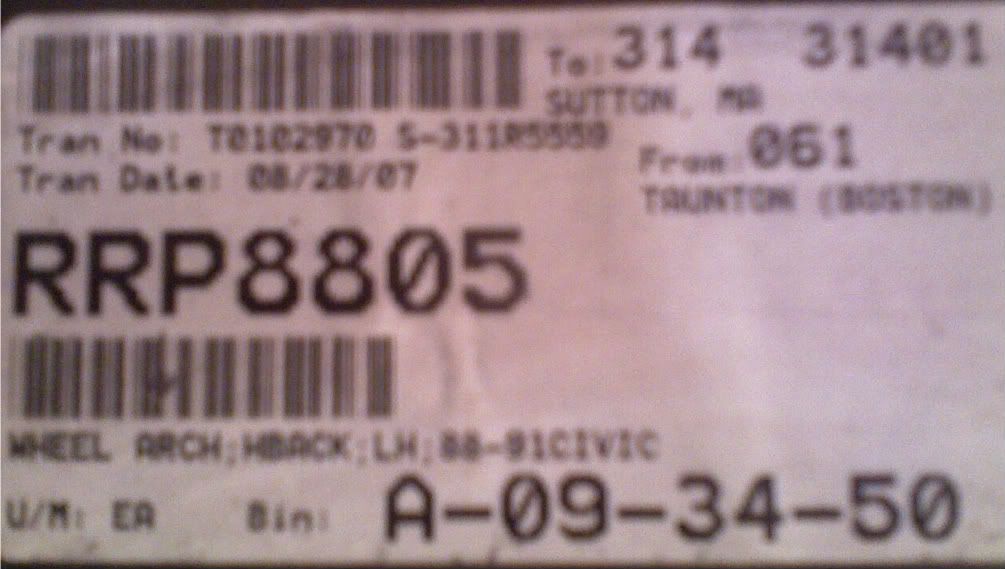 To: 314 31401
SUTTON, MA
Tran No: T0102970 S-311R5559
From: 061
Tran Date: 08/28/07
TAUNTON (BOSTON)
RRP8805
WHEEL ARCH;HBACK;LH;88-91CIVIC
U/M: EA Bin: A-09-34-50